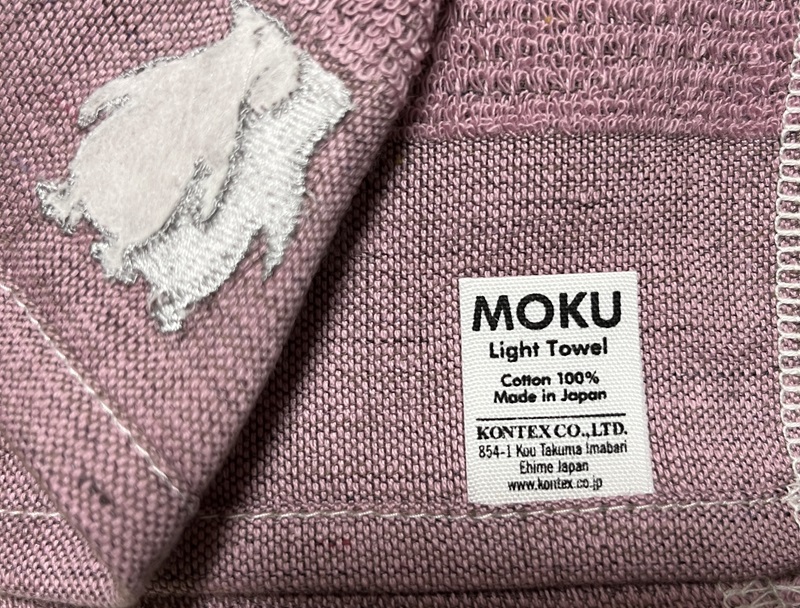 MOKU
Light Towel
Cotton 100%
Made in Japan
KONTEX CO.,LTD.
854-1 Kou Takuma Imabari
Ehime Japan
www.kontex.co.jp